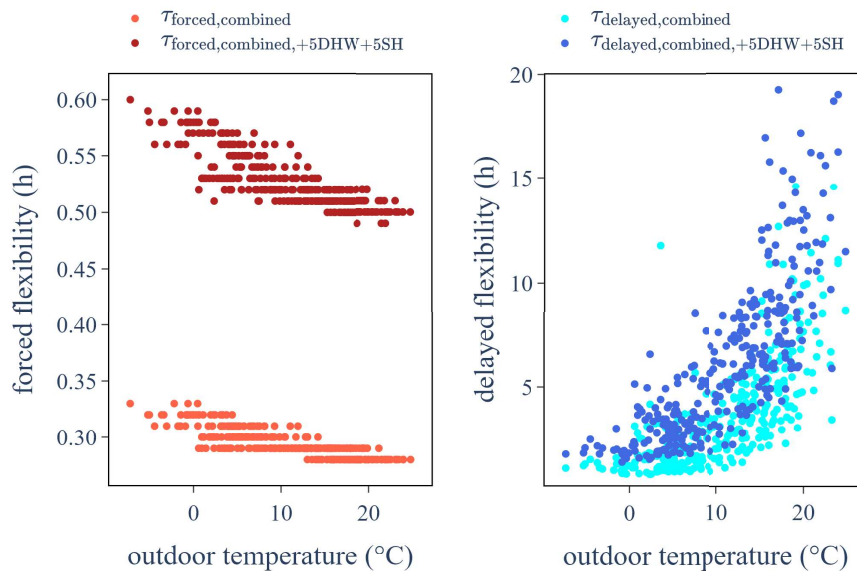 τforced,combined
τforced,combined,+5DHW+5SH
0.60
0.55
0.50
0.45
0.40
0.35
0.30
forced flexibility (h)
0
10
20
outdoor temperature (°C)
τdelayed,combined
τdelayed,combined,+5DHW+5SH
20
15
10
5
delayed flexibility (h)
0
10
20
outdoor temperature (°C)